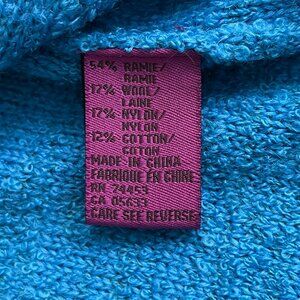 54% RAMIE/
RAMIE
17% WOOL/
LAINE
17% NYLON/
NYLON
12% COTTON/
COTON
MADE IN CHINA
FABRIQUE EN CHINE
RN 74453
CA 05633
CARE SEE REVERSE